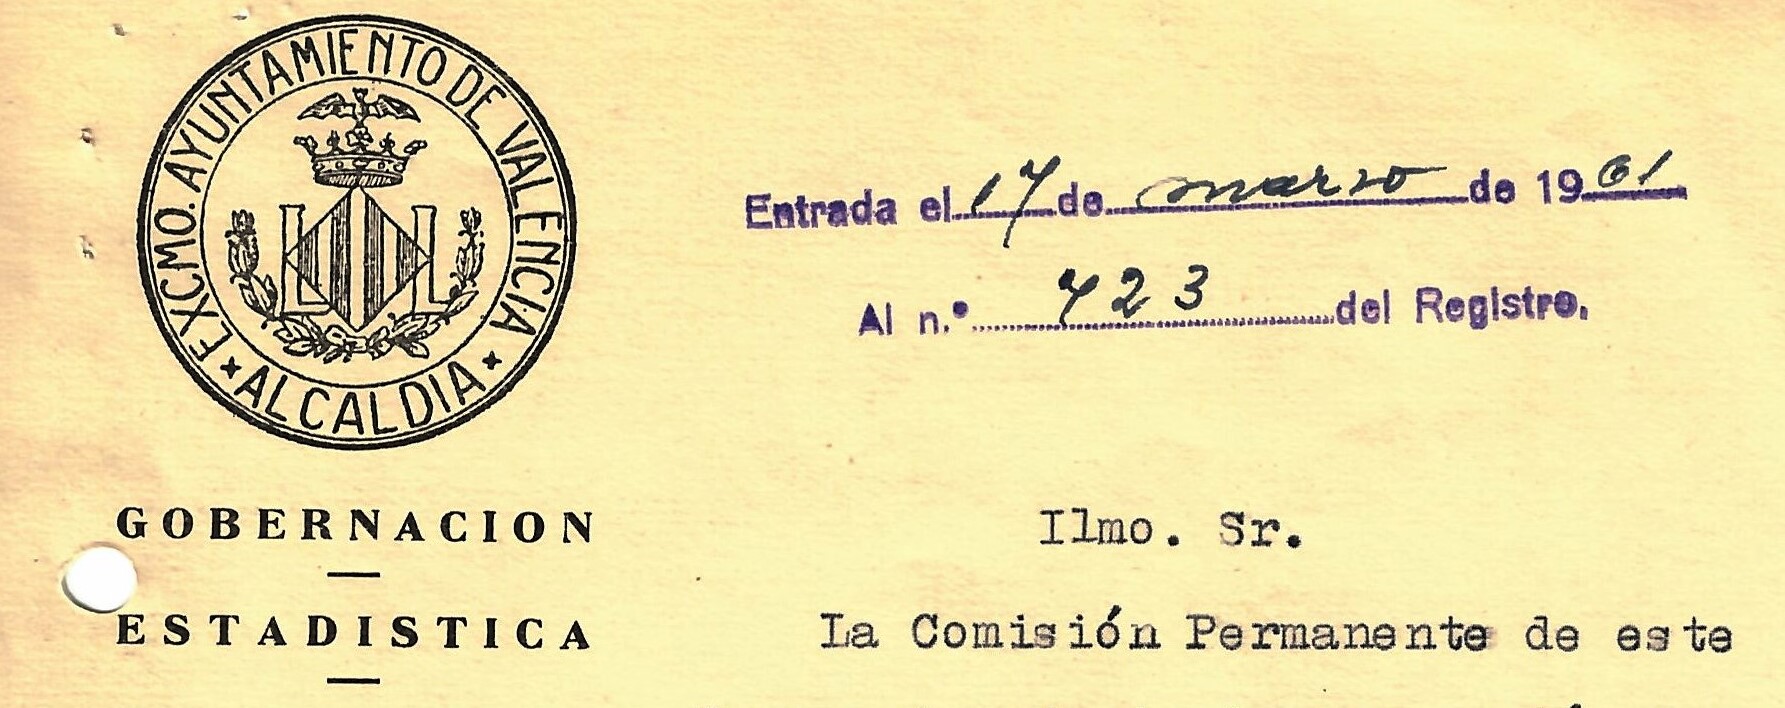 EXCMO. AYUNTAMIENTO DE VALENCIA
ALCALDIA
Entrada el 17 de marzo de 1961
Al n.º 723 del Registro.
GOBERNACION
ESTADISTICA
Ilmo. Sr.
La Comisión Permanente de este